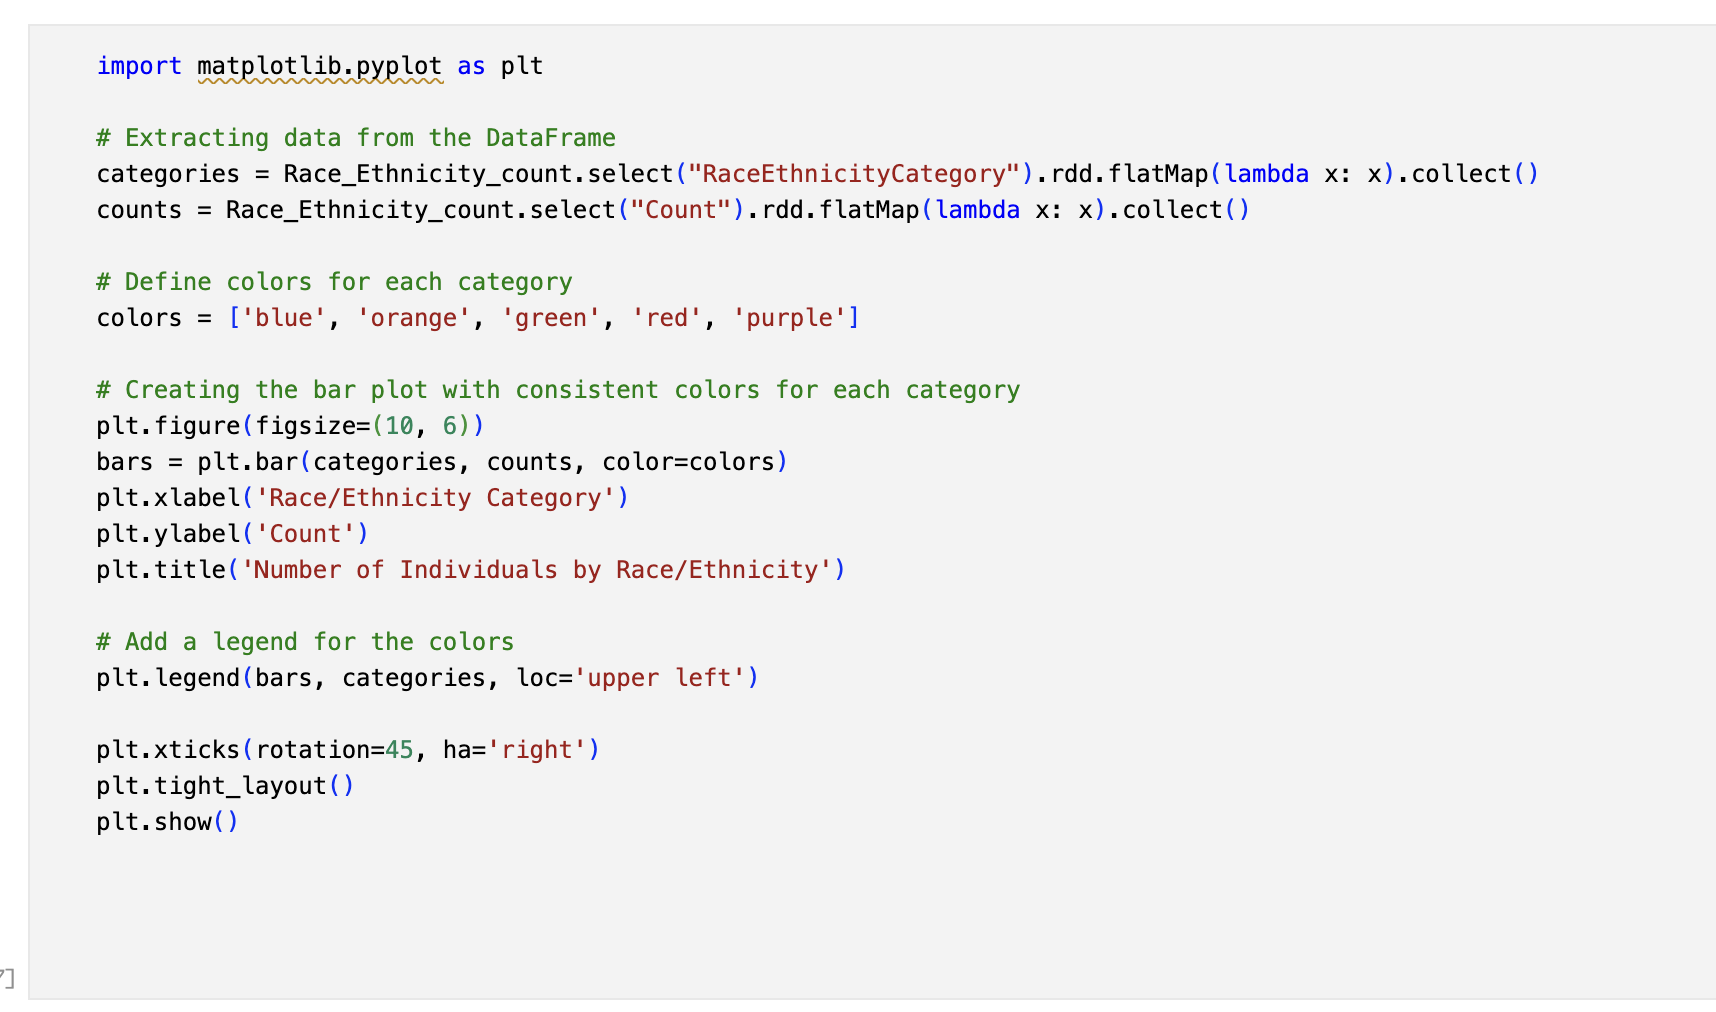 import matplotlib.pyplot as plt
# Extracting data from the DataFrame
categories = Race_Ethnicity_count.select("RaceEthnicityCategory").rdd.flatMap(lambda x: x).collect()
counts = Race_Ethnicity_count.select("Count").rdd.flatMap(lambda x: x).collect()
# Define colors for each category
colors = ['blue', 'orange', 'green', 'red', 'purple']
# Creating the bar plot with consistent colors for each category
plt.figure(figsize=(10, 6))
bars = plt.bar(categories, counts, color=colors)
plt.xlabel('Race/Ethnicity Category')
plt.ylabel('Count')
plt.title('Number of Individuals by Race/Ethnicity')
# Add a legend for the colors
plt.legend(bars, categories, loc='upper left')
plt.xticks(rotation=45, ha='right')
plt.tight_layout()
plt.show()
7]